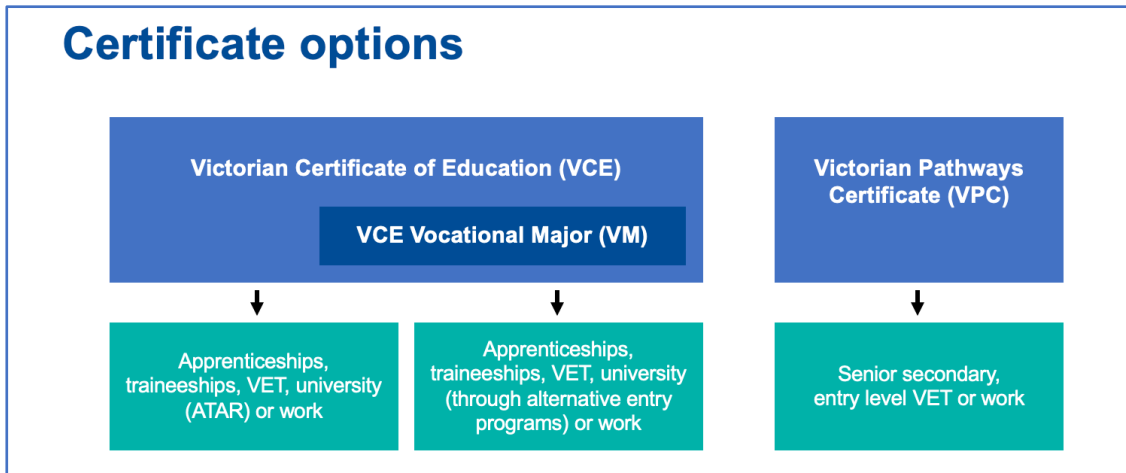 Certificate options
Victorian Certificate of Education (VCE)
VCE Vocational Major (VM)
Victorian Pathways
Certificate (VPC)
Apprenticeships,
traineeships, VET, university
(ATAR) or work
Apprenticeships,
traineeships, VET, university
(through alternative entry
programs) or work
Senior secondary,
entry level VET or work